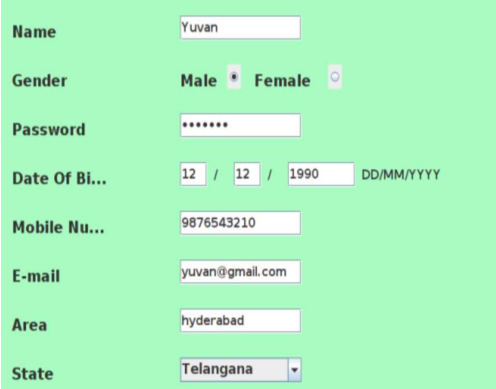 Name Yuvan
Gender Male Female
Password •••••••
Date Of Bi... 12 / 12 / 1990 DD/MM/YYYY
Mobile Nu... 9876543210
E-mail yuvan@gmail.com
Area hyderabad
State Telangana